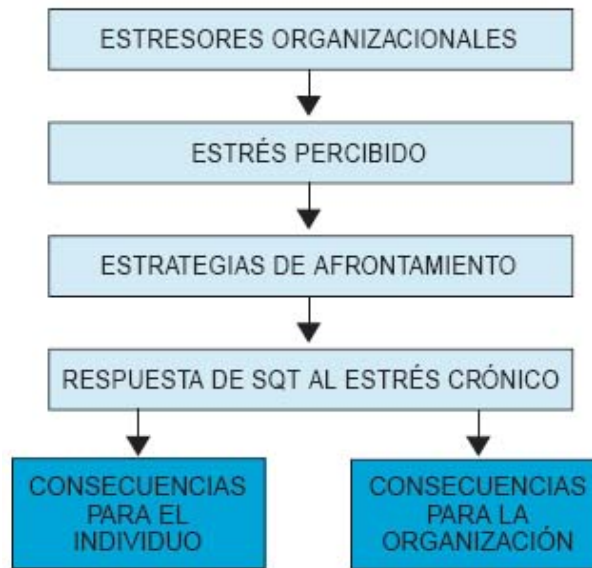 ESTRESORES ORGANIZACIONALES
ESTRÉS PERCIBIDO
ESTRATEGIAS DE AFRONTAMIENTO
RESPUESTA DE SQT AL ESTRÉS CRÓNICO
CONSECUENCIAS
PARA EL
INDIVIDUO
CONSECUENCIAS
PARA LA
ORGANIZACIÓN